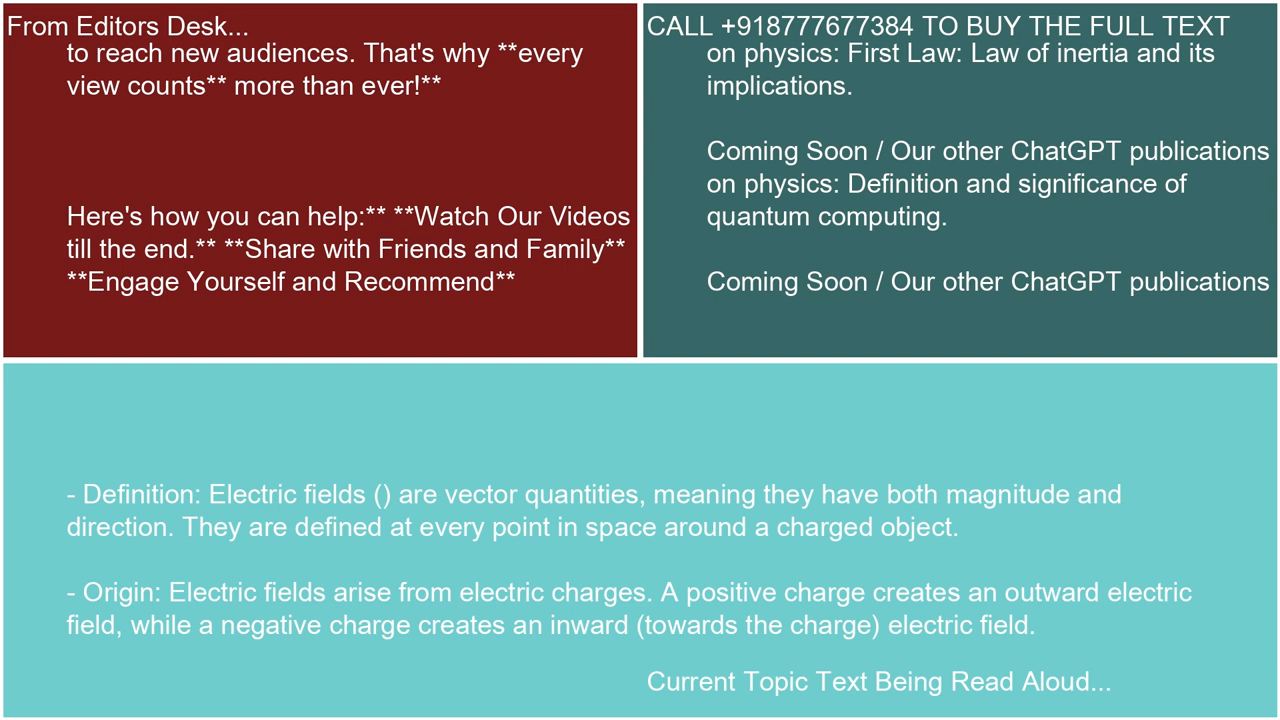 From Editors Desk...
to reach new audiences. That's why **every
view counts** more than ever!**
Here's how you can help:** **Watch Our Videos
till the end.** **Share with Friends and Family**
**Engage Yourself and Recommend**
CALL +918777677384 TO BUY THE FULL TEXT
on physics: First Law: Law of inertia and its
implications.
Coming Soon / Our other ChatGPT publications
on physics: Definition and significance of
quantum computing.
Coming Soon / Our other ChatGPT publications
- Definition: Electric fields () are vector quantities, meaning they have both magnitude and
direction. They are defined at every point in space around a charged object.
- Origin: Electric fields arise from electric charges. A positive charge creates an outward electric
field, while a negative charge creates an inward (towards the charge) electric field.
Current Topic Text Being Read Aloud...